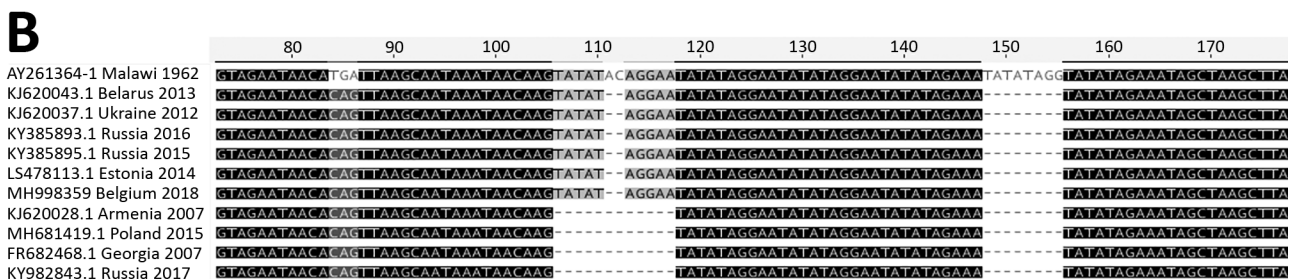 B
80 90 100 110 120 130 140 150 160 170
AY261364-1 Malawi 1962 GTAGAATAACATGATTAAGCAATAAATAACAAGTATATACAGGAATATATAGGAATATATAGGAATATATAGAAATATATAGGTATATAGAAATAGCTAAGCTTA
KJ620043.1 Belarus 2013 GTAGAATAACACAGTTAAGCAATAAATAACAAGTATAT--AGGAATATATAGGAATATATAGGAATATATAGAAA--------TATATAGAAATAGCTAAGCTTA
KJ620037.1 Ukraine 2012 GTAGAATAACACAGTTAAGCAATAAATAACAAGTATAT--AGGAATATATAGGAATATATAGGAATATATAGAAA--------TATATAGAAATAGCTAAGCTTA
KY385893.1 Russia 2016 GTAGAATAACACAGTTAAGCAATAAATAACAAGTATAT--AGGAATATATAGGAATATATAGGAATATATAGAAA--------TATATAGAAATAGCTAAGCTTA
KY385895.1 Russia 2015 GTAGAATAACACAGTTAAGCAATAAATAACAAGTATAT--AGGAATATATAGGAATATATAGGAATATATAGAAA--------TATATAGAAATAGCTAAGCTTA
LS478113.1 Estonia 2014 GTAGAATAACACAGTTAAGCAATAAATAACAAGTATAT--AGGAATATATAGGAATATATAGGAATATATAGAAA--------TATATAGAAATAGCTAAGCTTA
MH998359 Belgium 2018 GTAGAATAACACAGTTAAGCAATAAATAACAAGTATAT--AGGAATATATAGGAATATATAGGAATATATAGAAA--------TATATAGAAATAGCTAAGCTTA
KJ620028.1 Armenia 2007 GTAGAATAACACAGTTAAGCAATAAATAACAAG------------TATATAGGAATATATAGGAATATATAGAAA--------TATATAGAAATAGCTAAGCTTA
MH681419.1 Poland 2015 GTAGAATAACACAGTTAAGCAATAAATAACAAG------------TATATAGGAATATATAGGAATATATAGAAA--------TATATAGAAATAGCTAAGCTTA
FR682468.1 Georgia 2007 GTAGAATAACACAGTTAAGCAATAAATAACAAG------------TATATAGGAATATATAGGAATATATAGAAA--------TATATAGAAATAGCTAAGCTTA
KY982843.1 Russia 2017 GTAGAATAACACAGTTAAGCAATAAATAACAAG------------TATATAGGAATATATAGGAATATATAGAAA--------TATATAGAAATAGCTAAGCTTA